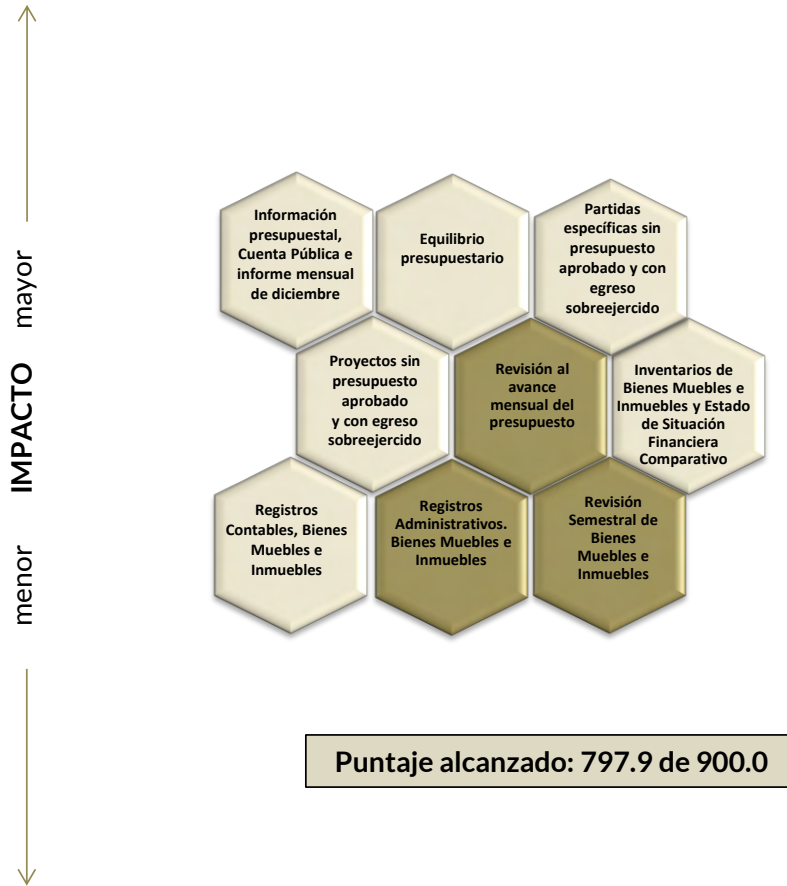 mayor
IMPACTO
menor
Información
presupuestal,
Cuenta Pública e
informe mensual
de diciembre
Equilibrio
presupuestario
Partidas
específicas sin
presupuesto
aprobado y con
egreso
sobreejercido
Proyectos sin
presupuesto
aprobado
y con egreso
sobreejercido
Revisión al
avance
mensual del
presupuesto
Inventarios de
Bienes Muebles e
Inmuebles y Estado
de Situación
Financiera
Comparativo
Registros
Contables, Bienes
Muebles e
Inmuebles
Registros
Administrativos.
Bienes Muebles e
Inmuebles
Revisión
Semestral de
Bienes
Muebles e
Inmuebles
Puntaje alcanzado: 797.9 de 900.0